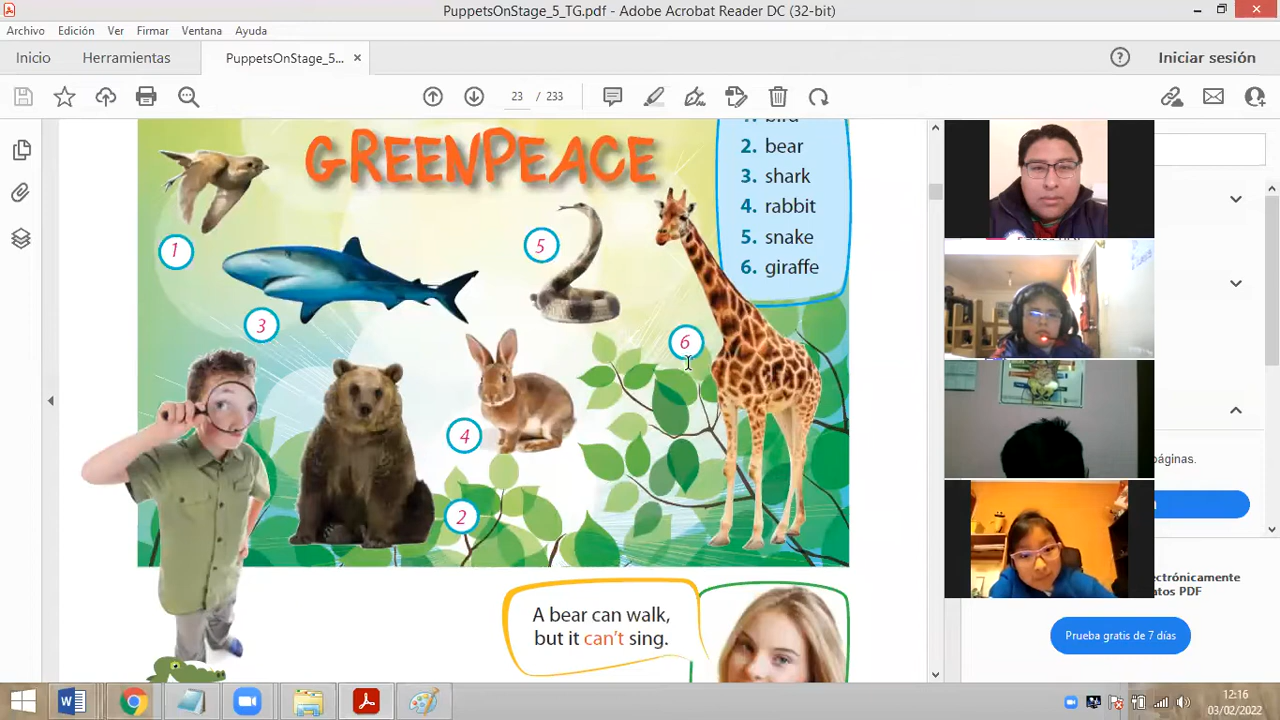 PuppetsOnStage_5_TG.pdf - Adobe Acrobat Reader DC (32-bit)
Archivo Edición Ver Firmar Ventana Ayuda
Inicio Herramientas PuppetsOnStage_5... × Iniciar sesión
23 / 233
GREENPEACE
1. bird
2. bear
3. shark
4. rabbit
5. snake
6. giraffe
1
5
3
6
4
2
A bear can walk,
but it can't sing.
páginas.
ectrónicamente
atos PDF
Prueba gratis de 7 días
12:16
03/02/2022